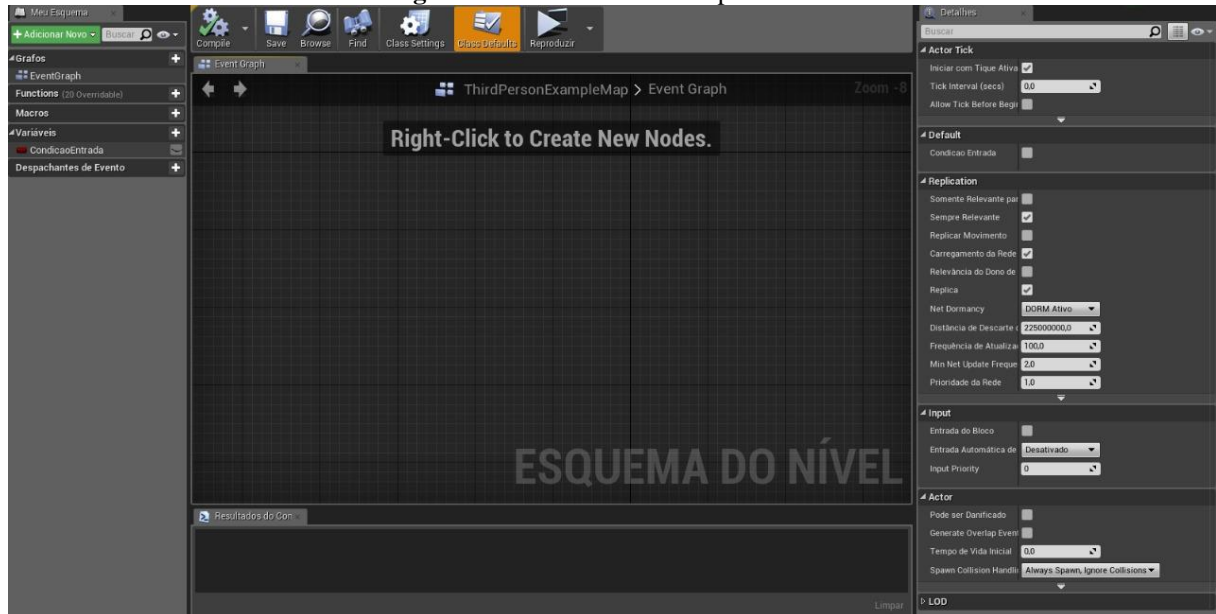 Meu Esquema
+ Adicionar Novo
Buscar
Grafos
EventGraph
Functions (20 Overridable)
Macros
Variáveis
CondicaoEntrada
Despachantes de Evento
Compile
Save
Browse
Find
Class Settings
Class Defaults
Reproduzir
Event Graph
ThirdPersonExampleMap > Event Graph
Zoom -8
Right-Click to Create New Nodes.
ESQUEMA DO NÍVEL
Resultados do Con
Limpar
Detalhes
Buscar
Actor Tick
Iniciar com Tique Ativa
Tick Interval (secs) 0,0
Allow Tick Before Begin
Default
Condicao Entrada
Replication
Somente Relevante par
Sempre Relevante
Replicar Movimento
Carregamento da Rede
Relevância do Dono de
Replica
Net Dormancy DORM Ativo
Distância de Descarte 225000000,0
Frequência de Atualiza 100,0
Min Net Update Freque 2,0
Prioridade da Rede 1,0
Input
Entrada do Bloco
Entrada Automática de Desativado
Input Priority 0
Actor
Pode ser Danificado
Generate Overlap Event
Tempo de Vida Inicial 0,0
Spawn Collision Handlin Always Spawn, Ignore Collisions
LOD